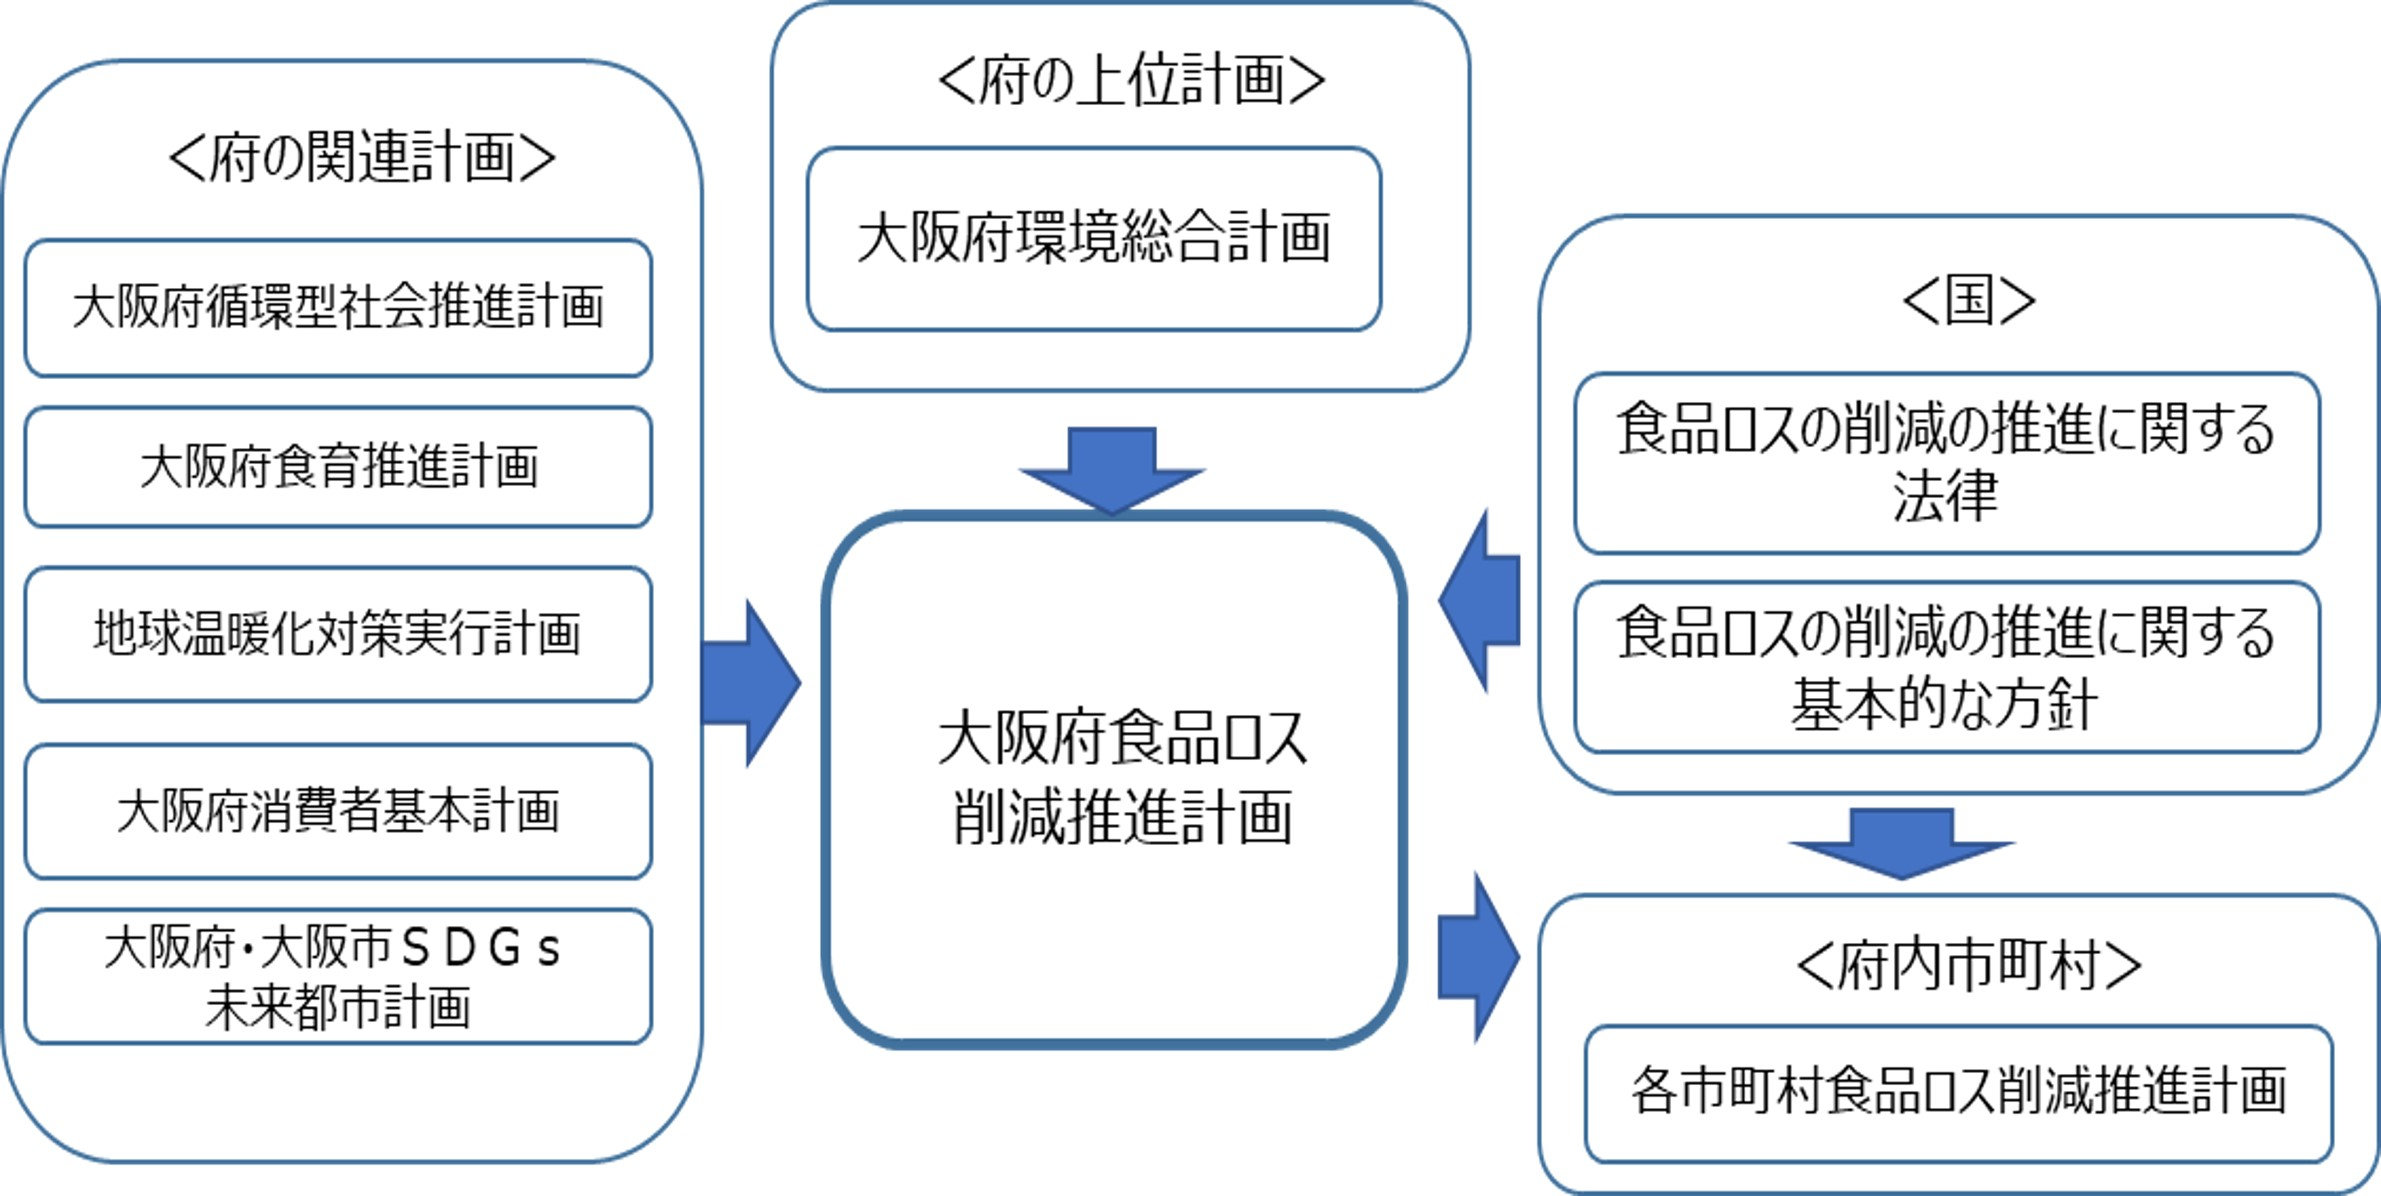 ＜府の関連計画＞
大阪府循環型社会推進計画
大阪府食育推進計画
地球温暖化対策実行計画
大阪府消費者基本計画
大阪府・大阪市ＳＤＧｓ
未来都市計画
＜府の上位計画＞
大阪府環境総合計画
大阪府食品ロス
削減推進計画
＜国＞
食品ロスの削減の推進に関する
法律
食品ロスの削減の推進に関する
基本的な方針
＜府内市町村＞
各市町村食品ロス削減推進計画